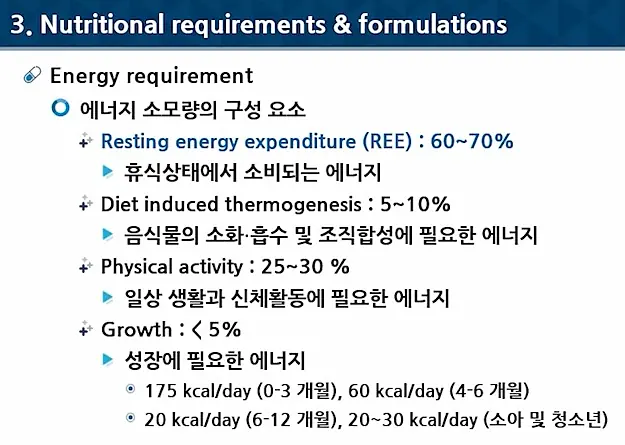 3. Nutritional requirements & formulations
Energy requirement
에너지 소모량의 구성 요소
Resting energy expenditure (REE) : 60~70%
휴식상태에서 소비되는 에너지
Diet induced thermogenesis : 5~10%
음식물의 소화·흡수 및 조직합성에 필요한 에너지
Physical activity : 25~30 %
일상 생활과 신체활동에 필요한 에너지
Growth : < 5%
성장에 필요한 에너지
175 kcal/day (0-3 개월), 60 kcal/day (4-6 개월)
20 kcal/day (6-12 개월), 20~30 kcal/day (소아 및 청소년)